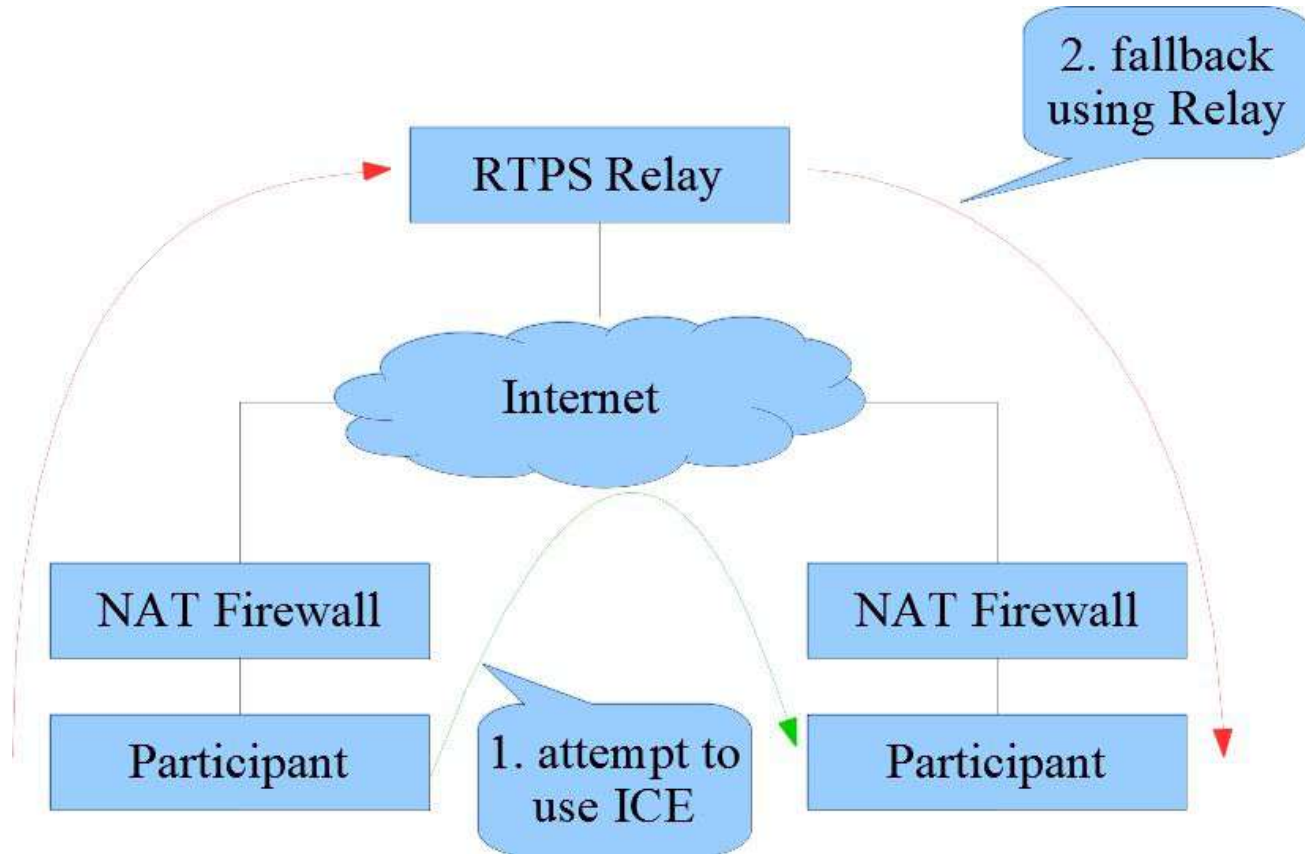 2. fallback
using Relay
RTPS Relay
Internet
NAT Firewall
NAT Firewall
Participant
1. attempt to
use ICE
Participant